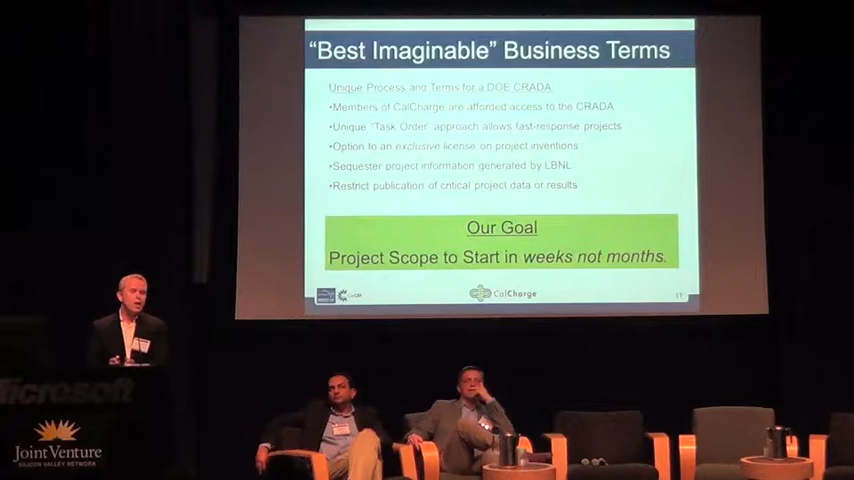 “Best Imaginable” Business Terms
Unique Process and Terms for a DOE CRADA:
•Members of CalCharge are afforded access to the CRADA
•Unique “Task Order” approach allows fast-response projects
•Option to an exclusive license on project inventions
•Sequester project information generated by LBNL
•Restrict publication of critical project data or results
Our Goal
Project Scope to Start in weeks not months.
CalCharge
11
Microsoft
Joint Venture
SILICON VALLEY NETWORK